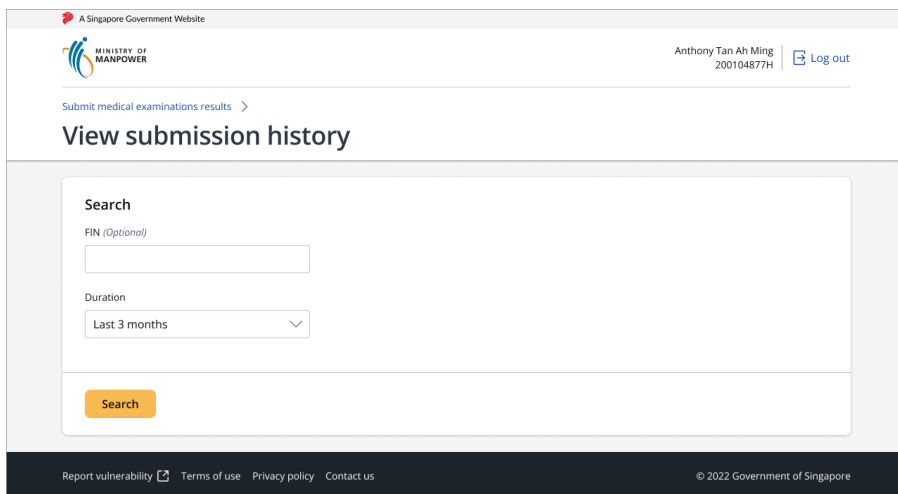 A Singapore Government Website
MINISTRY OF
MANPOWER
Anthony Tan Ah Ming
200104877H
Log out
Submit medical examinations results
View submission history
Search
FIN (Optional)
Duration
Last 3 months
Search
Report vulnerability Terms of use Privacy policy Contact us © 2022 Government of Singapore